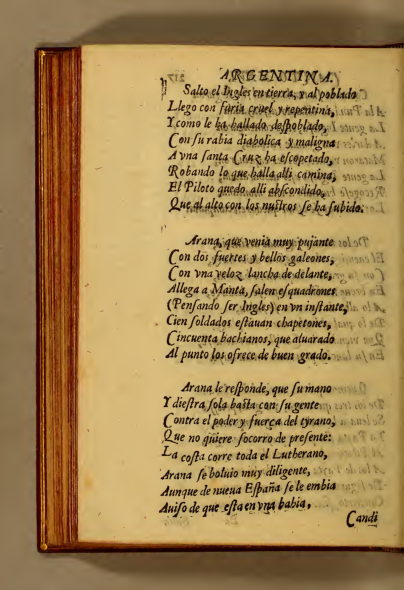 ARGENTINA.
Salto el Ingles en tierra, y al poblado
Llego con furia cruel y repentina,
Y como le ha hallado deſpoblado,
Con ſu rabia diabolica y maligna
A vna ſanta Cruz ha eſcopetado,
Robando lo que halla alli camina,
El Piloto quedo alli abſcondido,
Que al alto con los nuſtros ſe ha ſubido.
Arana, que venia muy pujante
Con dos fuertes y bellos galeones,
Con vna veloz lancha de delante,
Allega a Manta, ſalen eſquadrones
(Penſando ſer Ingles) en vn inſtante,
Cien ſoldados eſtauan chapetones,
Cincuenta bachianos, que aluarado
Al punto los ofrece de buen grado.
Arana le reſponde, que ſu mano
Y dieſtra ſola baſta con ſu gente
Contra el poder y fuerça del tyrano,
Que no quiere ſocorro de preſente:
La coſta corre toda el Lutherano,
Arana ſe boluio muy diligente,
Aunque de nueua Eſpaña ſe le embia
Auiſo de que eſta en vna bahia,
Candi